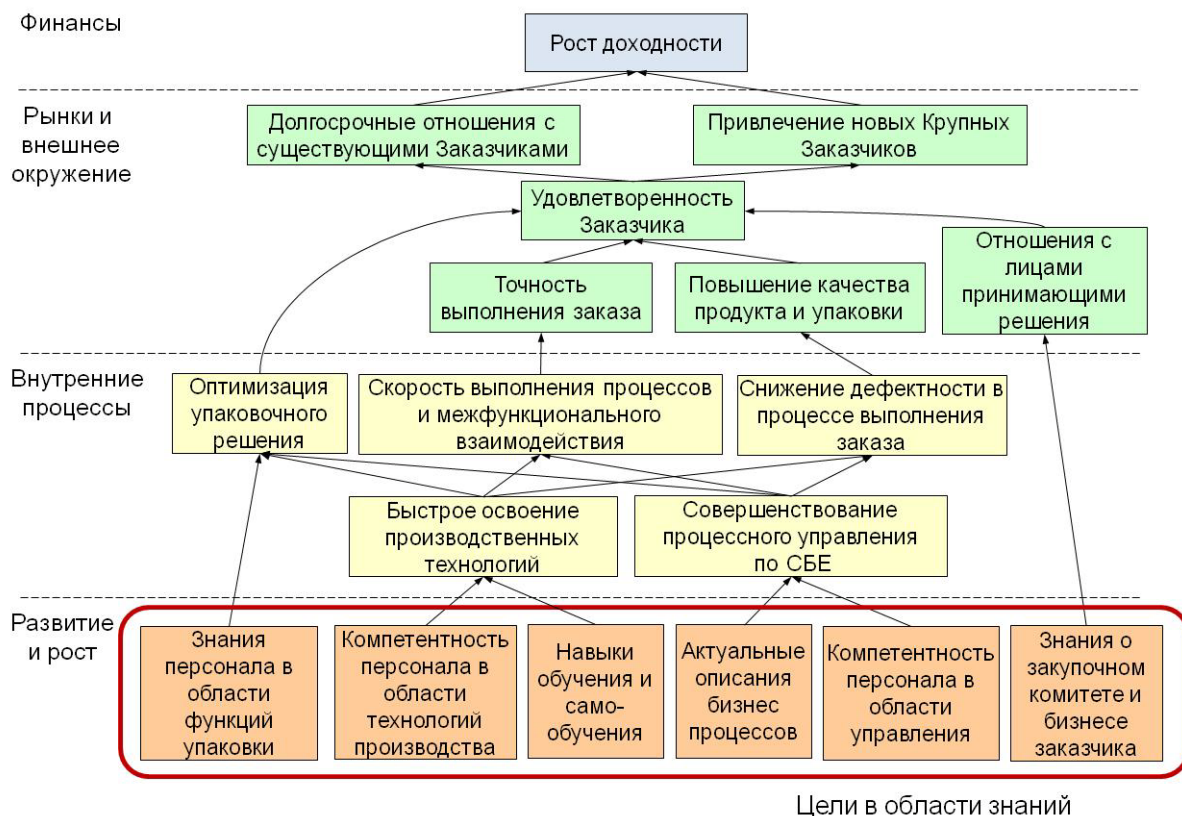 Финансы
Рост доходности
Рынки и
внешнее
окружение
Долгосрочные отношения с
существующими Заказчиками
Привлечение новых Крупных
Заказчиков
Удовлетворенность
Заказчика
Точность
выполнения заказа
Повышение качества
продукта и упаковки
Отношения с
лицами
принимающими
решения
Внутренние
процессы
Оптимизация
упаковочного
решения
Скорость выполнения процессов
и межфункционального
взаимодействия
Снижение дефектности в
процессе выполнения
заказа
Быстрое освоение
производственных
технологий
Совершенствование
процессного управления
по СБЕ
Развитие
и рост
Знания
персонала в
области
функций
упаковки
Компетентность
персонала в
области
технологий
производства
Навыки
обучения и
само-
обучения
Актуальные
описания
бизнес
процессов
Компетентность
персонала в
области
управления
Знания о
закупочном
комитете и
бизнесе
заказчика
Цели в области знаний